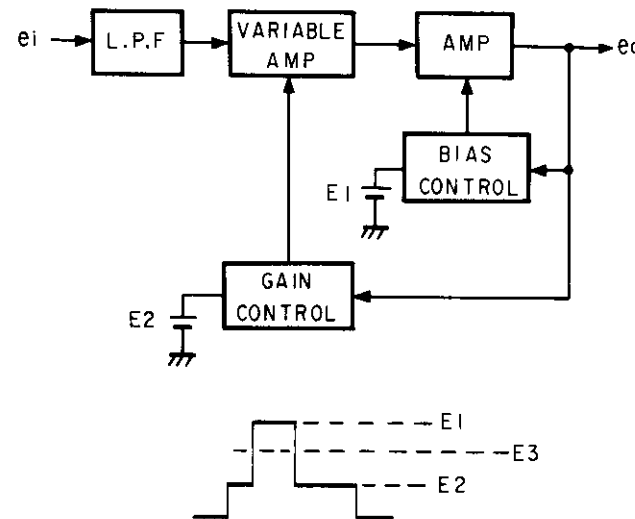 ei
L.P.F
VARIABLE
AMP
AMP
eo
BIAS
CONTROL
E1
GAIN
CONTROL
E2
E1
E3
E2